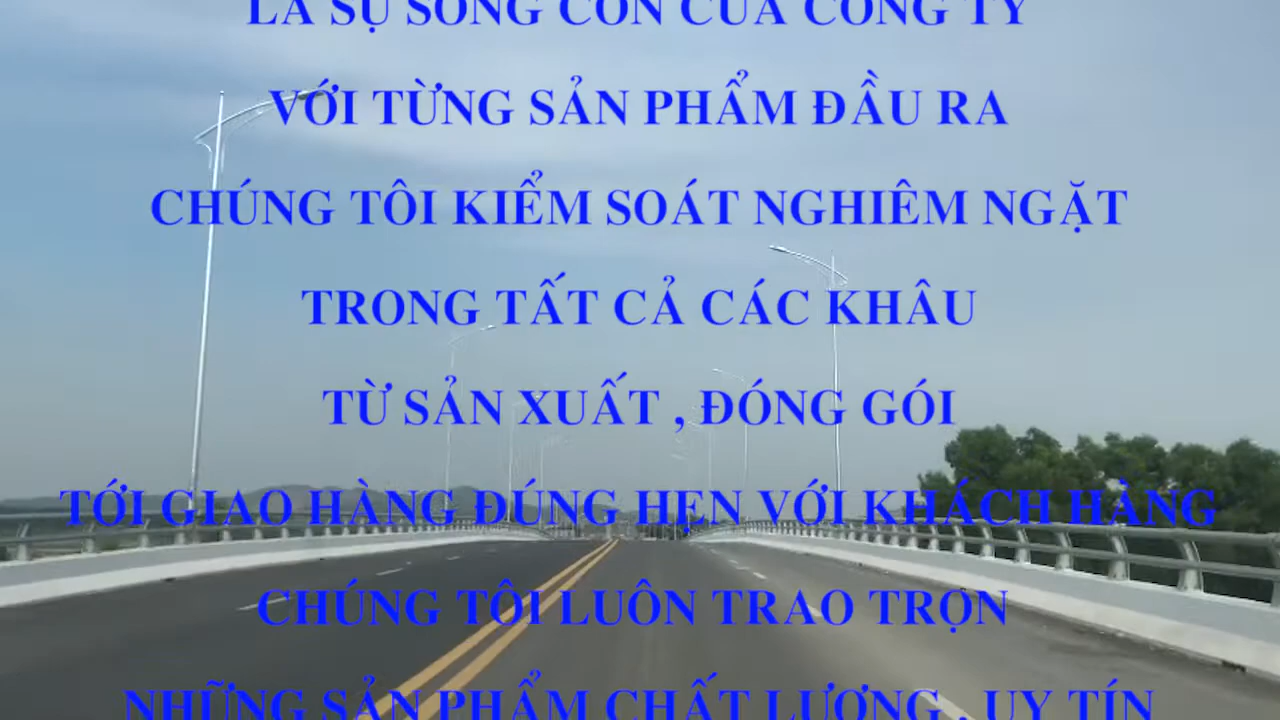 LÀ SỰ SỐNG CÒN CỦA CÔNG TY
VỚI TỪNG SẢN PHẨM ĐẦU RA
CHÚNG TÔI KIỂM SOÁT NGHIÊM NGẶT
TRONG TẤT CẢ CÁC KHÂU
TỪ SẢN XUẤT , ĐÓNG GÓI
TỚI GIAO HÀNG ĐÚNG HẸN VỚI KHÁCH HÀNG
CHÚNG TÔI LUÔN TRAO TRỌN
NHỮNG SẢN PHẨM CHẤT LƯỢNG , UY TÍN